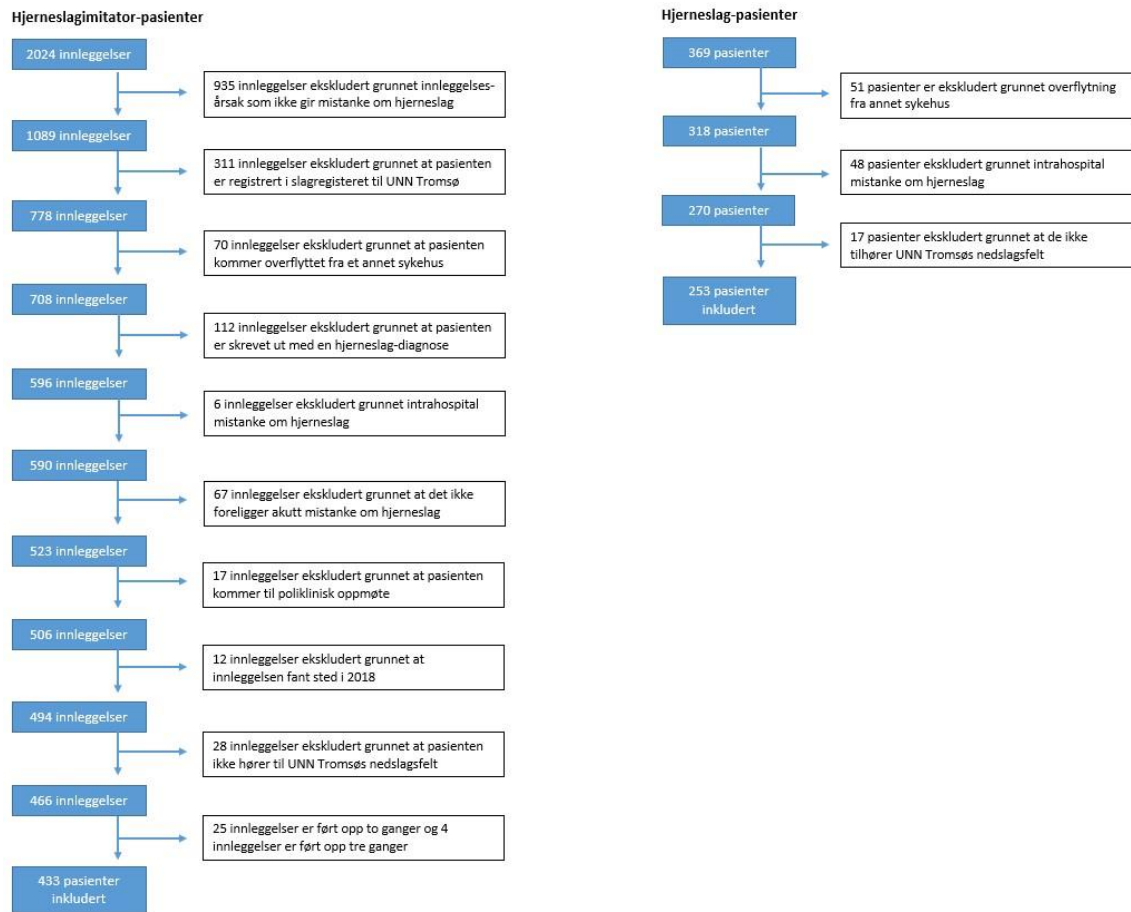 Hjerneslagimitator-pasienter
2024 innleggelser
935 innleggelser ekskludert grunnet innleggelses-
årsak som ikke gir mistanke om hjerneslag
1089 innleggelser
311 innleggelser ekskludert grunnet at pasienten
er registrert i slagregisteret til UNN Tromsø
778 innleggelser
70 innleggelser ekskludert grunnet at pasienten
kommer overflyttet fra et annet sykehus
708 innleggelser
112 innleggelser ekskludert grunnet at pasienten
er skrevet ut med en hjerneslag-diagnose
596 innleggelser
6 innleggelser ekskludert grunnet intrahospital
mistanke om hjerneslag
590 innleggelser
67 innleggelser ekskludert grunnet at det ikke
foreligger akutt mistanke om hjerneslag
523 innleggelser
17 innleggelser ekskludert grunnet at pasienten
kommer til poliklinisk oppmøte
506 innleggelser
12 innleggelser ekskludert grunnet at
innleggelsen fant sted i 2018
494 innleggelser
28 innleggelser ekskludert grunnet at pasienten
ikke hører til UNN Tromsøs nedslagsfelt
466 innleggelser
25 innleggelser er ført opp to ganger og 4
innleggelser er ført opp tre ganger
433 pasienter
inkludert
Hjerneslag-pasienter
369 pasienter
51 pasienter er ekskludert grunnet overflytning
fra annet sykehus
318 pasienter
48 pasienter ekskludert grunnet intrahospital
mistanke om hjerneslag
270 pasienter
17 pasienter ekskludert grunnet at de ikke
tilhører UNN Tromsøs nedslagsfelt
253 pasienter
inkludert